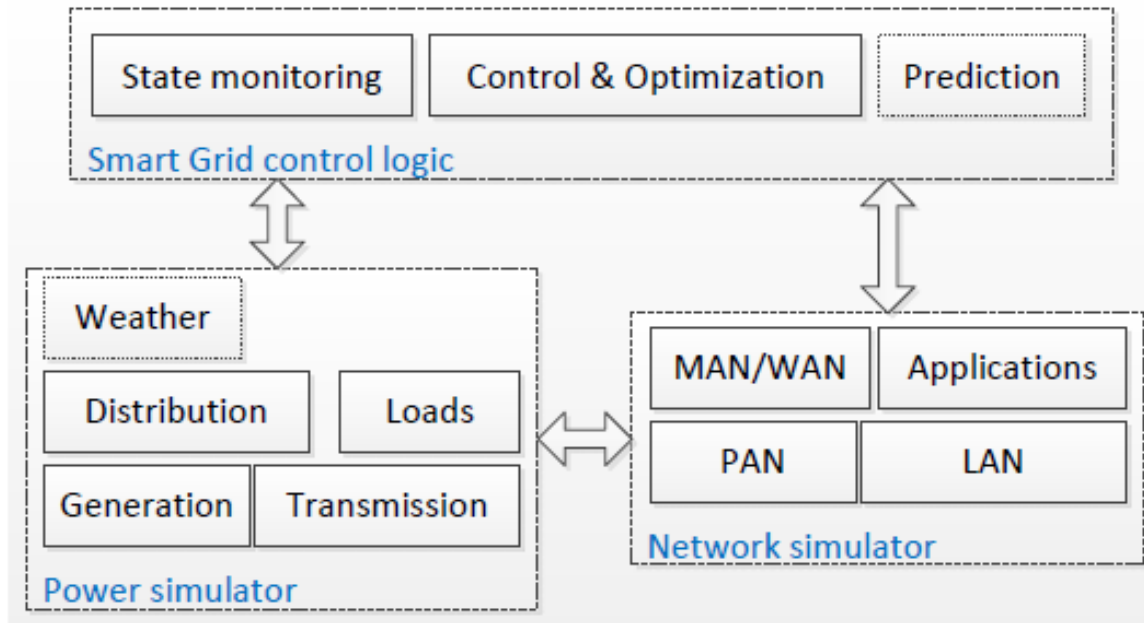 State monitoring
Control & Optimization
Prediction
Smart Grid control logic
Weather
Distribution
Loads
Generation
Transmission
Power simulator
MAN/WAN
Applications
PAN
LAN
Network simulator